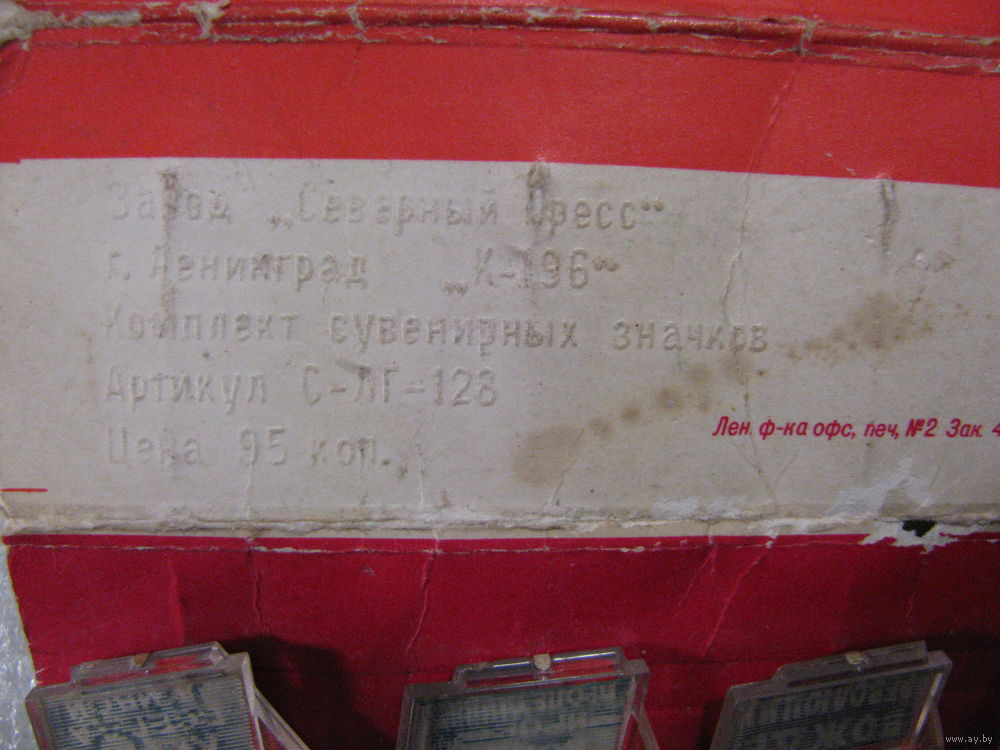 Завод „Северный Пресс“
г. Ленинград „К-196“
Комплект сувенирных значков
Артикул С-ЛГ-128
Цена 95 коп.
Лен. ф-ка офс, печ, №2 Зак. 4
www.ay.by